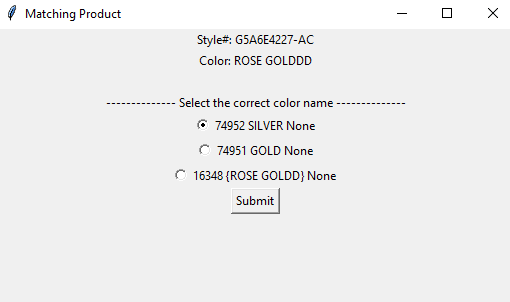 Matching Product
Style#: G5A6E4227-AC
Color: ROSE GOLDDD
-------------- Select the correct color name --------------
74952 SILVER None
74951 GOLD None
16348 {ROSE GOLDD} None
Submit